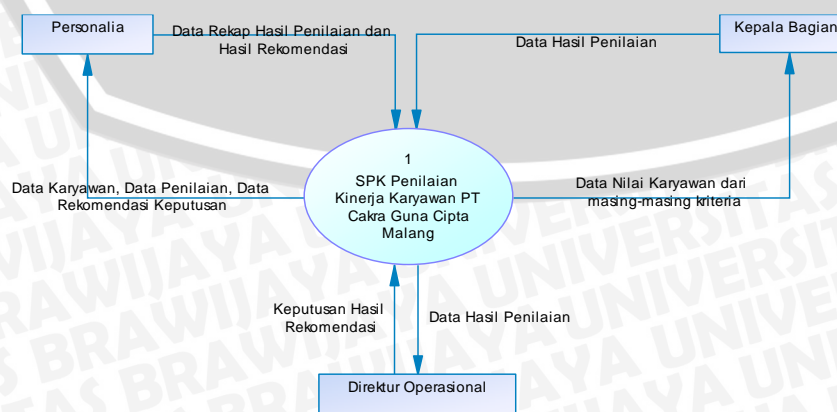 Personalia
Data Rekap Hasil Penilaian dan
Hasil Rekomendasi
Data Hasil Penilaian
Kepala Bagian
1
SPK Penilaian
Kinerja Karyawan PT
Cakra Guna Cipta
Malang
Data Karyawan, Data Penilaian, Data
Rekomendasi Keputusan
Data Nilai Karyawan dari
masing-masing kriteria
Keputusan Hasil
Rekomendasi
Data Hasil Penilaian
Direktur Operasional
UNIVERSITAS BRAWIJAYA